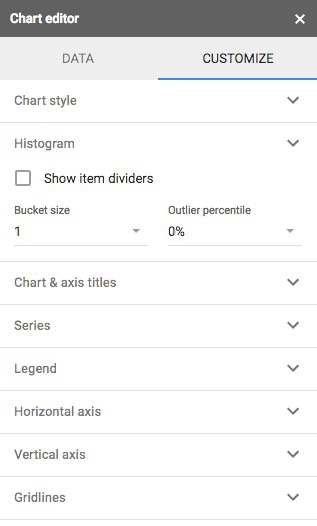 Chart editor
DATA CUSTOMIZE
Chart style
Histogram
Show item dividers
Bucket size Outlier percentile
1 0%
Chart & axis titles
Series
Legend
Horizontal axis
Vertical axis
Gridlines